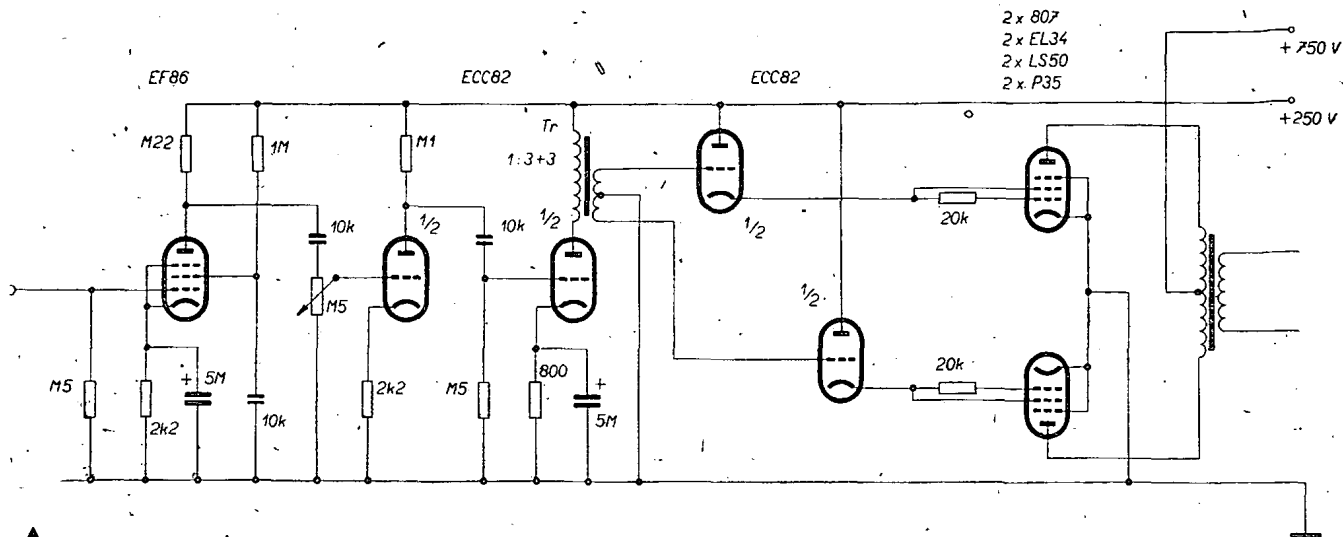 2 x 807
2 x EL34
2 x LS50
2 x P35
+ 750 V
+250 V
EF86
ECC82
ECC82
M22
1M
M1
Tr
1:3+3
1/2
1/2
1/2
1/2
10k
10k
M5
20k
20k
M5
2k2
5M
+
10k
2k2
M5
800
5M
+